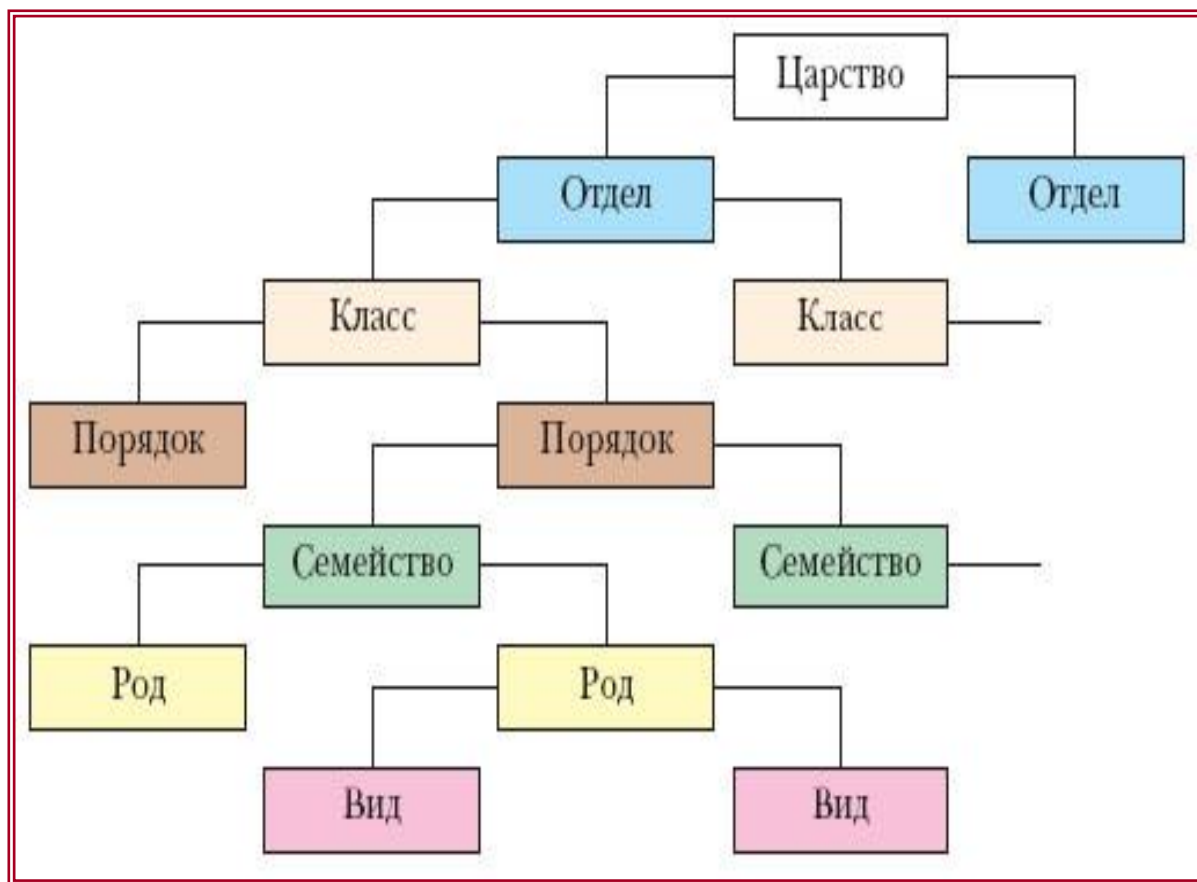 Царство
Отдел
Отдел
Класс
Класс
Порядок
Порядок
Семейство
Семейство
Род
Род
Вид
Вид